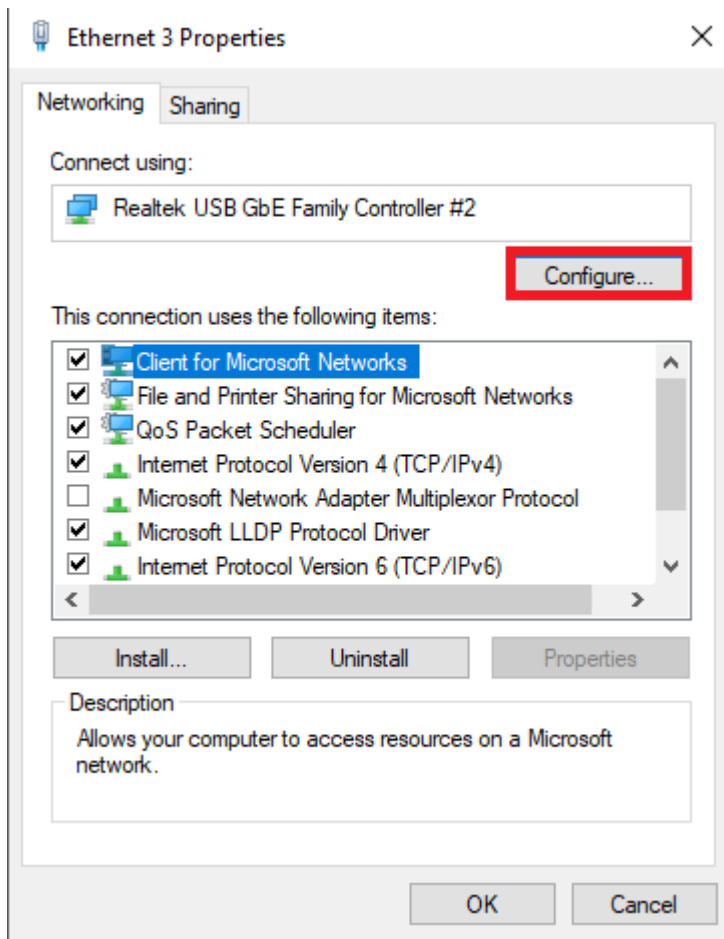 Ethernet 3 Properties
Networking
Sharing
Connect using:
Realtek USB GbE Family Controller #2
Configure...
This connection uses the following items:
Client for Microsoft Networks
File and Printer Sharing for Microsoft Networks
QoS Packet Scheduler
Internet Protocol Version 4 (TCP/IPv4)
Microsoft Network Adapter Multiplexor Protocol
Microsoft LLDP Protocol Driver
Internet Protocol Version 6 (TCP/IPv6)
Install...
Uninstall
Properties
Description
Allows your computer to access resources on a Microsoft
network.
OK
Cancel